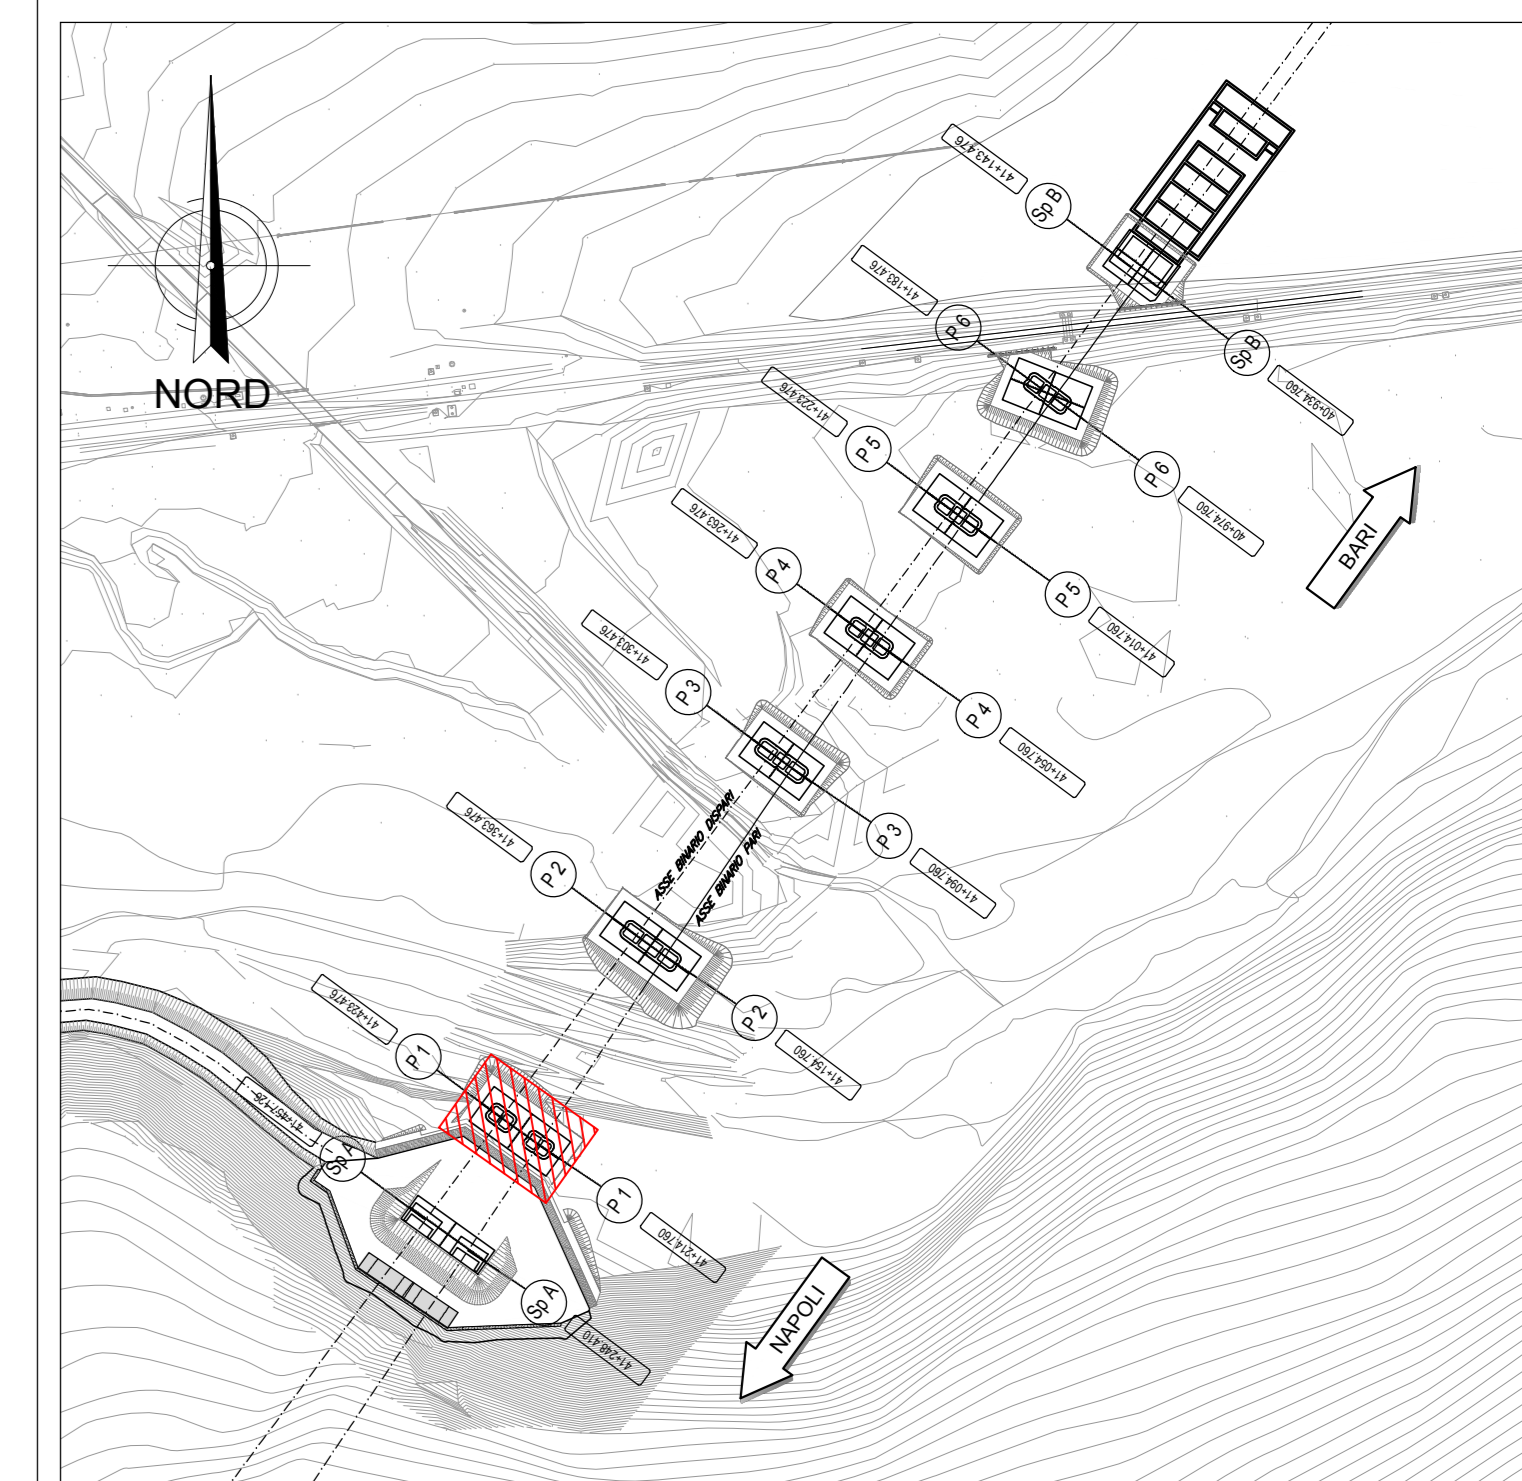 41+143.476
Sp B
41+183.476
P 6
Sp B
40+934.760
NORD
41+223.476
P 5
P 6
40+974.760
BARI
41+263.476
P 4
P 5
41+014.760
41+303.476
P 3
P 4
41+054.760
ASSE BINARIO DISPARI
ASSE BINARIO PARI
41+363.476
P 2
P 3
41+094.760
41+423.476
P 1
P 2
41+154.760
41+457.126
Sp A
P 1
41+214.760
Sp A
41+248.410
NAPOLI